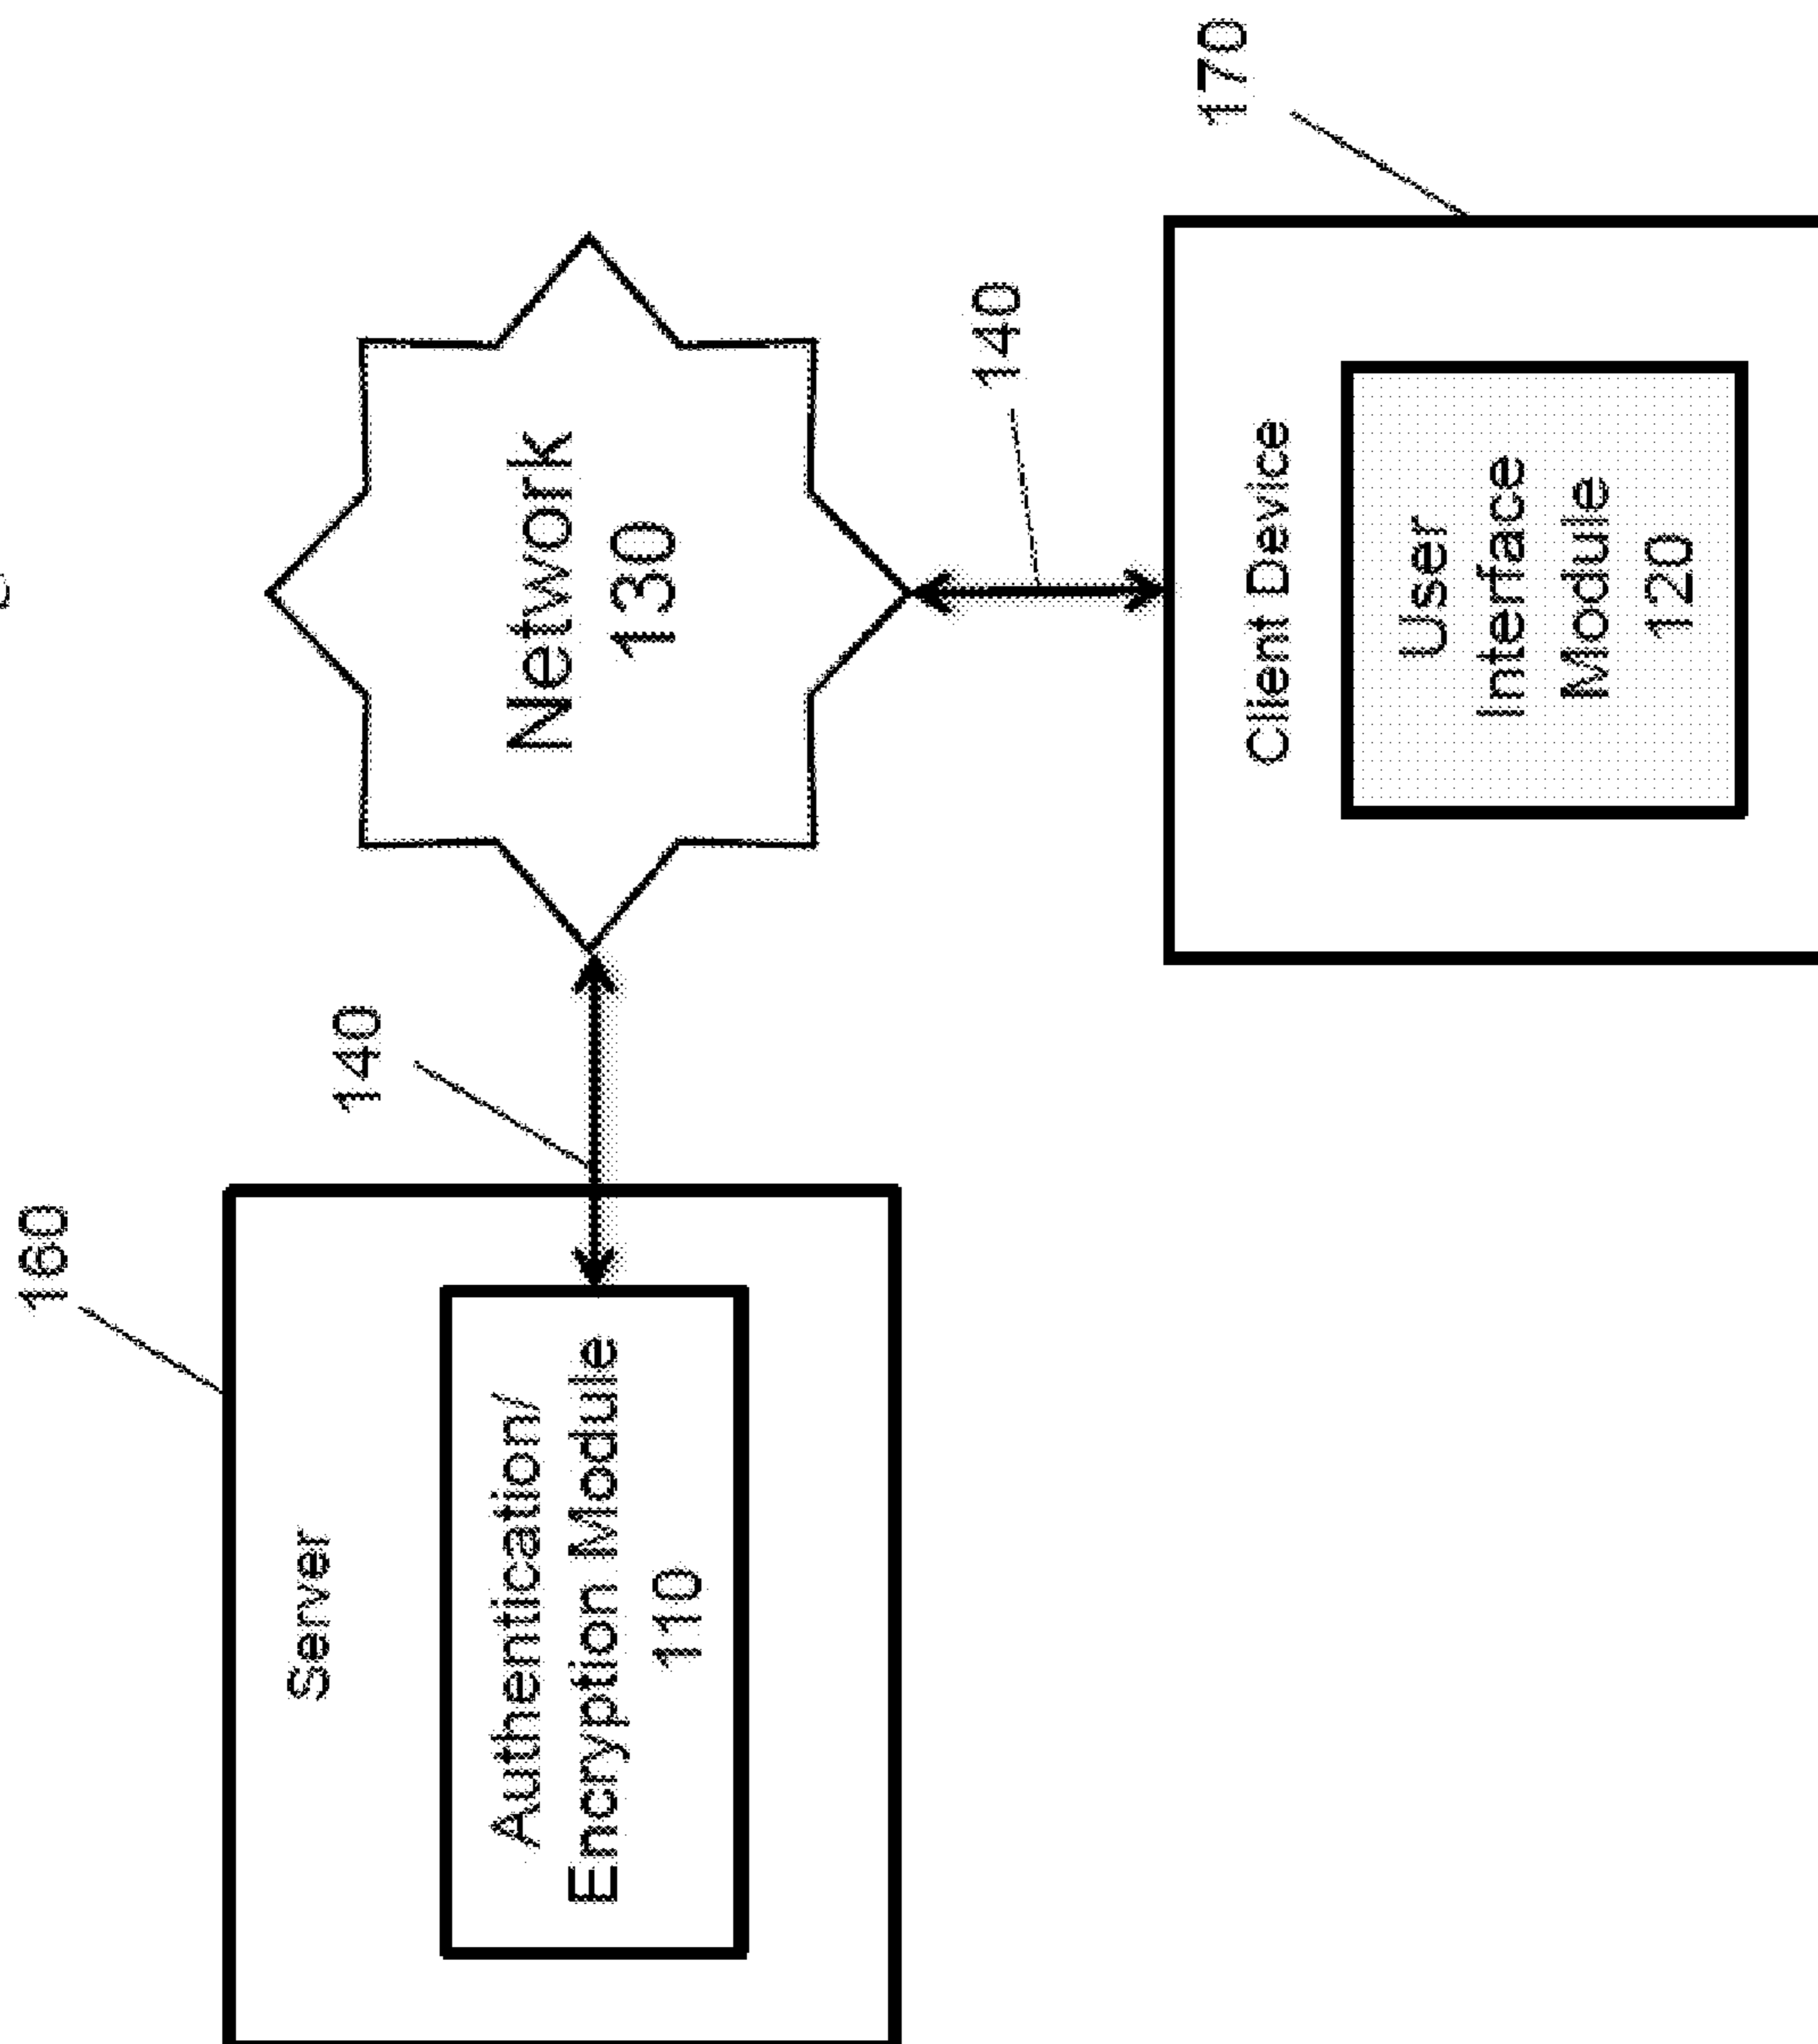 160
Server
Authentication/
Encryption Module
110
140
Network
130
140
170
Client Device
User
Interface
Module
120